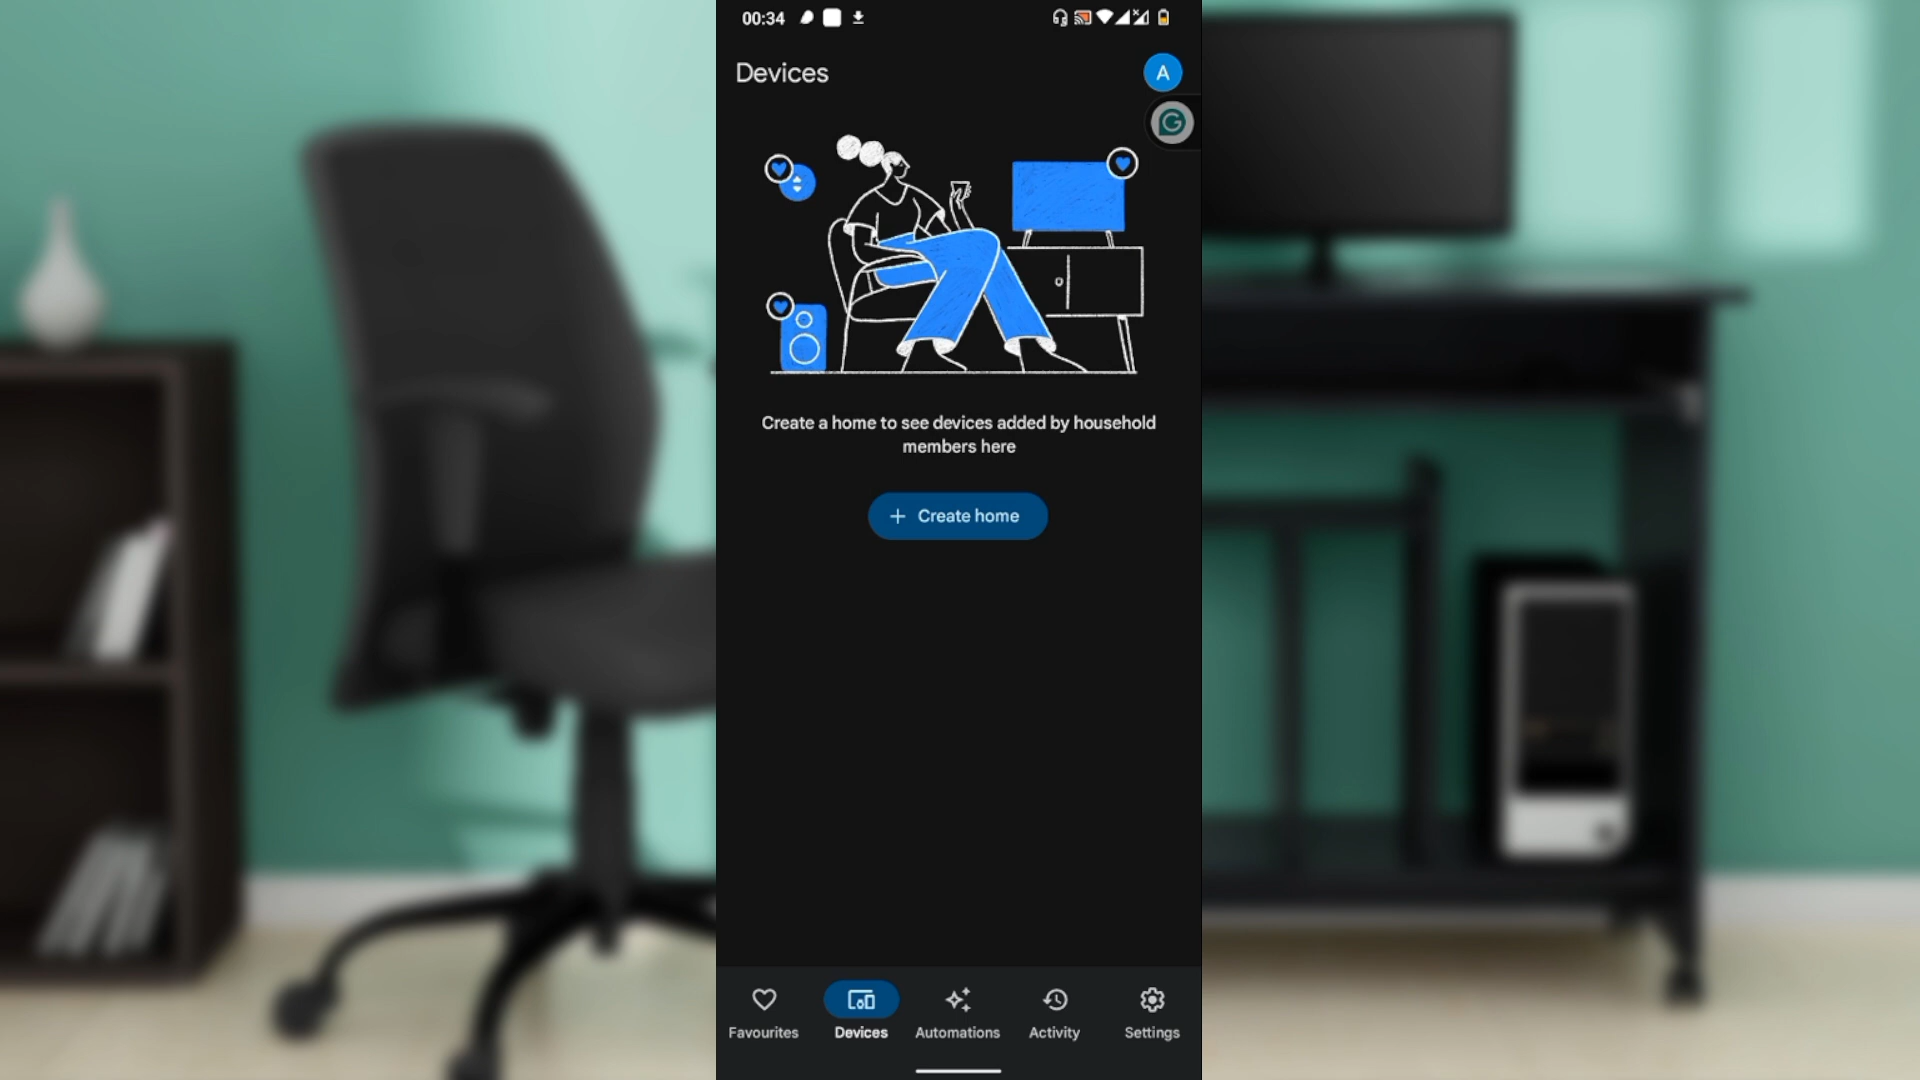 00:34
Devices
A
Create a home to see devices added by household
members here
+ Create home
Favourites
Devices
Automations
Activity
Settings